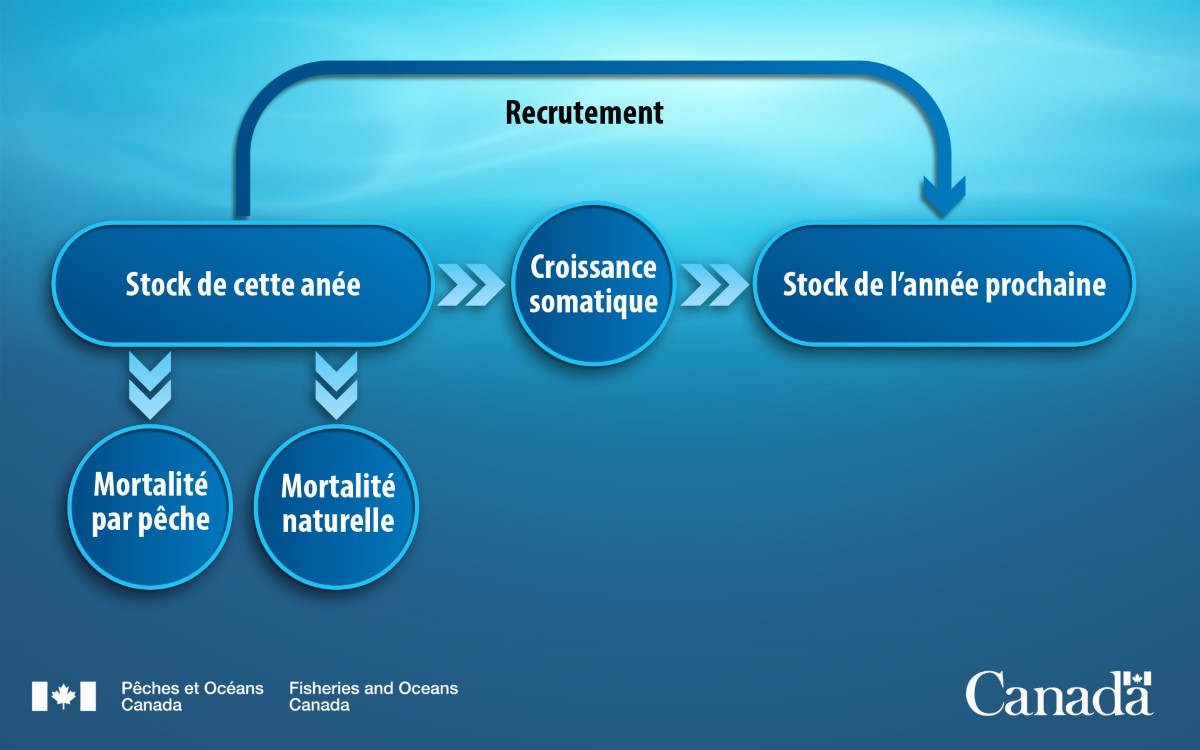 Recrutement
Stock de cette anée
Croissance
somatique
Stock de l’année prochaine
Mortalité
par pêche
Mortalité
naturelle
Pêches et Océans
Canada
Fisheries and Oceans
Canada
Canada